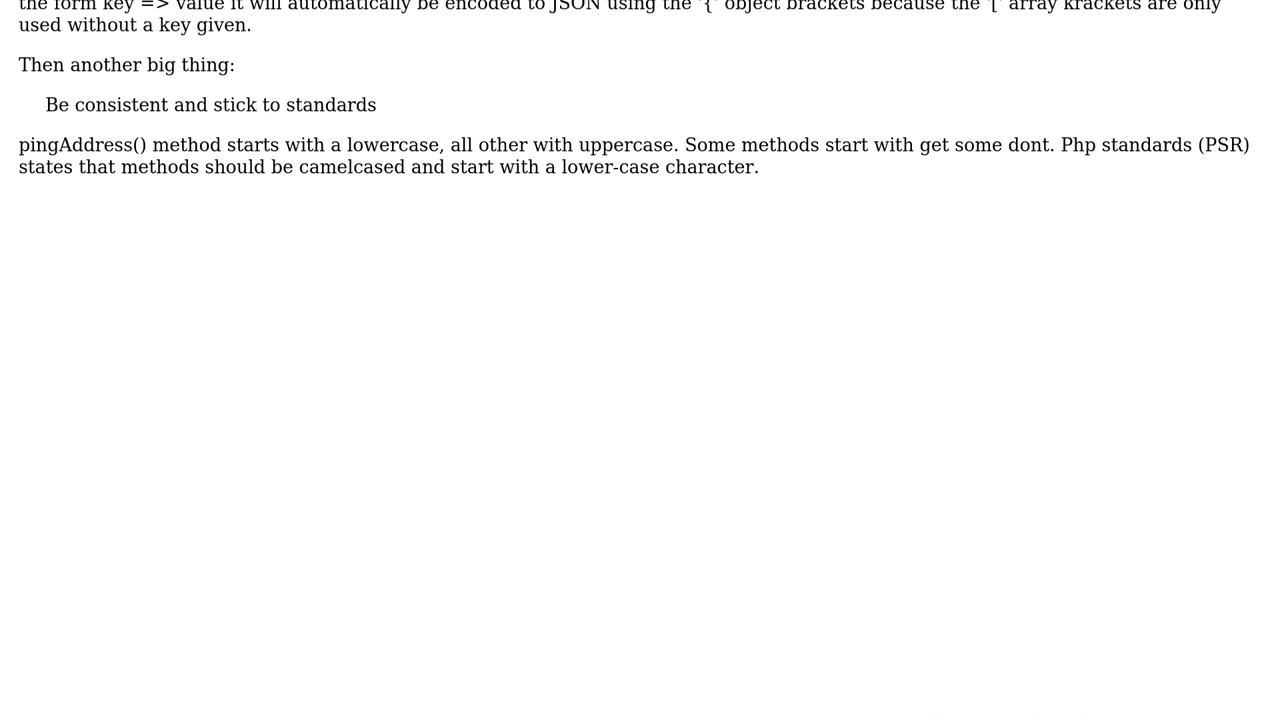 the form key => value it will automatically be encoded to JSON using the '{' object brackets because the '[' array krackets are only
used without a key given.
Then another big thing:
Be consistent and stick to standards
pingAddress() method starts with a lowercase, all other with uppercase. Some methods start with get some dont. Php standards (PSR)
states that methods should be camelcased and start with a lower-case character.